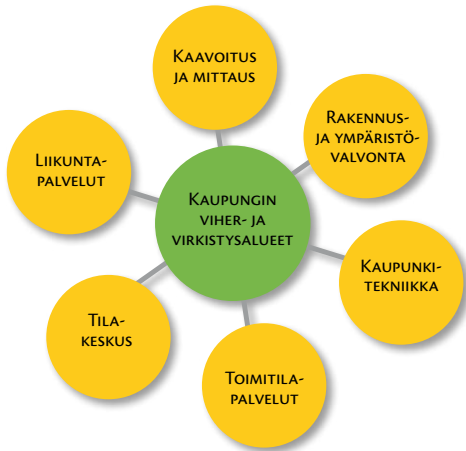 Kaavoitus
ja mittaus
Rakennus-
ja ympäristö-
valvonta
Liikunta-
palvelut
Kaupungin
viher- ja
virkistysalueet
Kaupunki-
tekniikka
Tila-
keskus
Toimitila-
palvelut